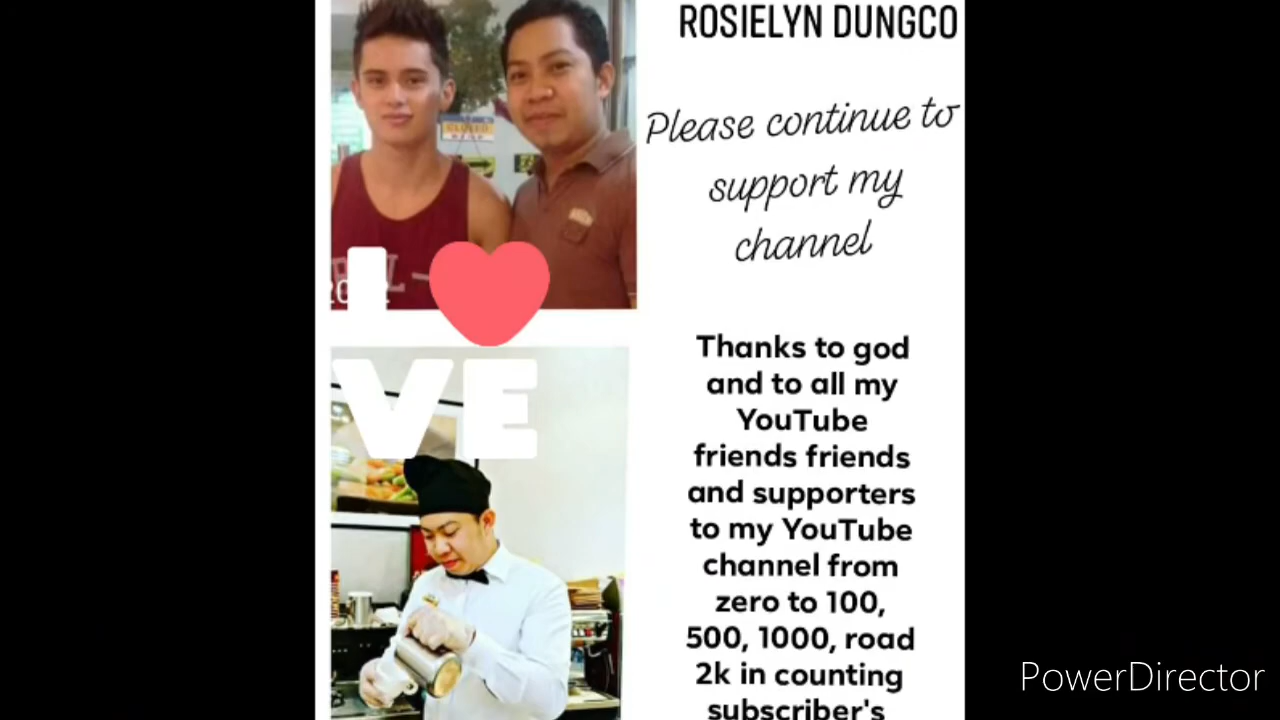 ROSIELYN DUNGCO
Please continue to
support my
channel
L
VE
Thanks to god
and to all my
YouTube
friends friends
and supporters
to my YouTube
channel from
zero to 100,
500, 1000, road
2k in counting
subscriber's
PowerDirector